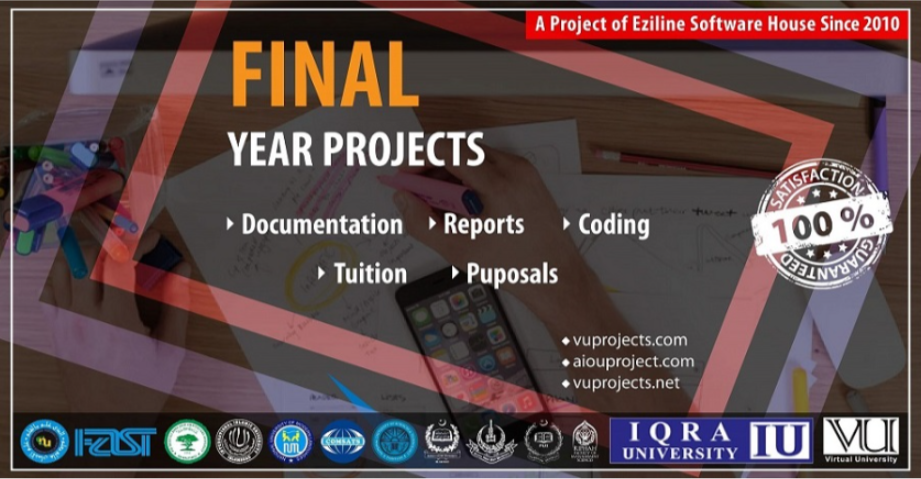 A Project of Eziline Software House Since 2010
FINAL
YEAR PROJECTS
Documentation Reports Coding
Tuition Puposals
SATISFACTION
100 %
GUARANTEED
vuprojects.com
aiouproject.com
vuprojects.net
COMSATS
IQRA
UNIVERSITY
IU
VU
Virtual University